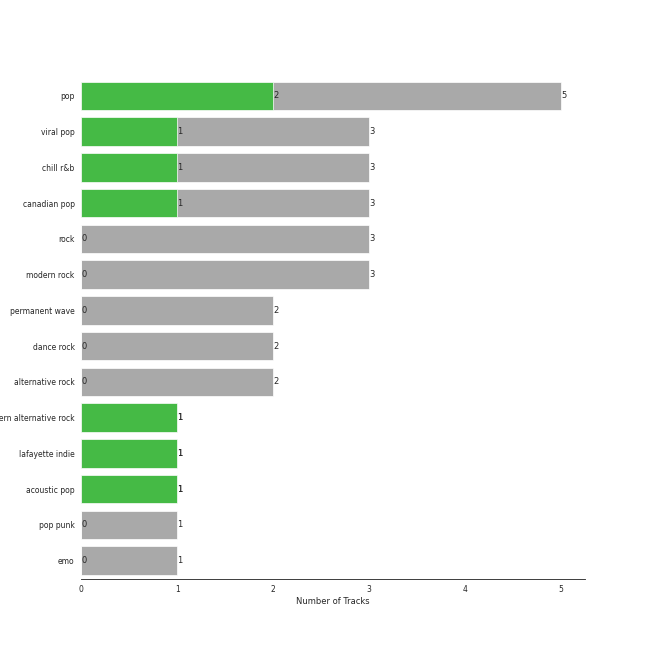 pop 2 5
viral pop 1 3
chill r&b 1 3
canadian pop 1 3
rock 0 3
modern rock 0 3
permanent wave 0 2
dance rock 0 2
alternative rock 0 2
ern alternative rock 1
lafayette indie 1
acoustic pop 1
pop punk 0 1
emo 0 1
0 1 2 3 4 5
Number of Tracks